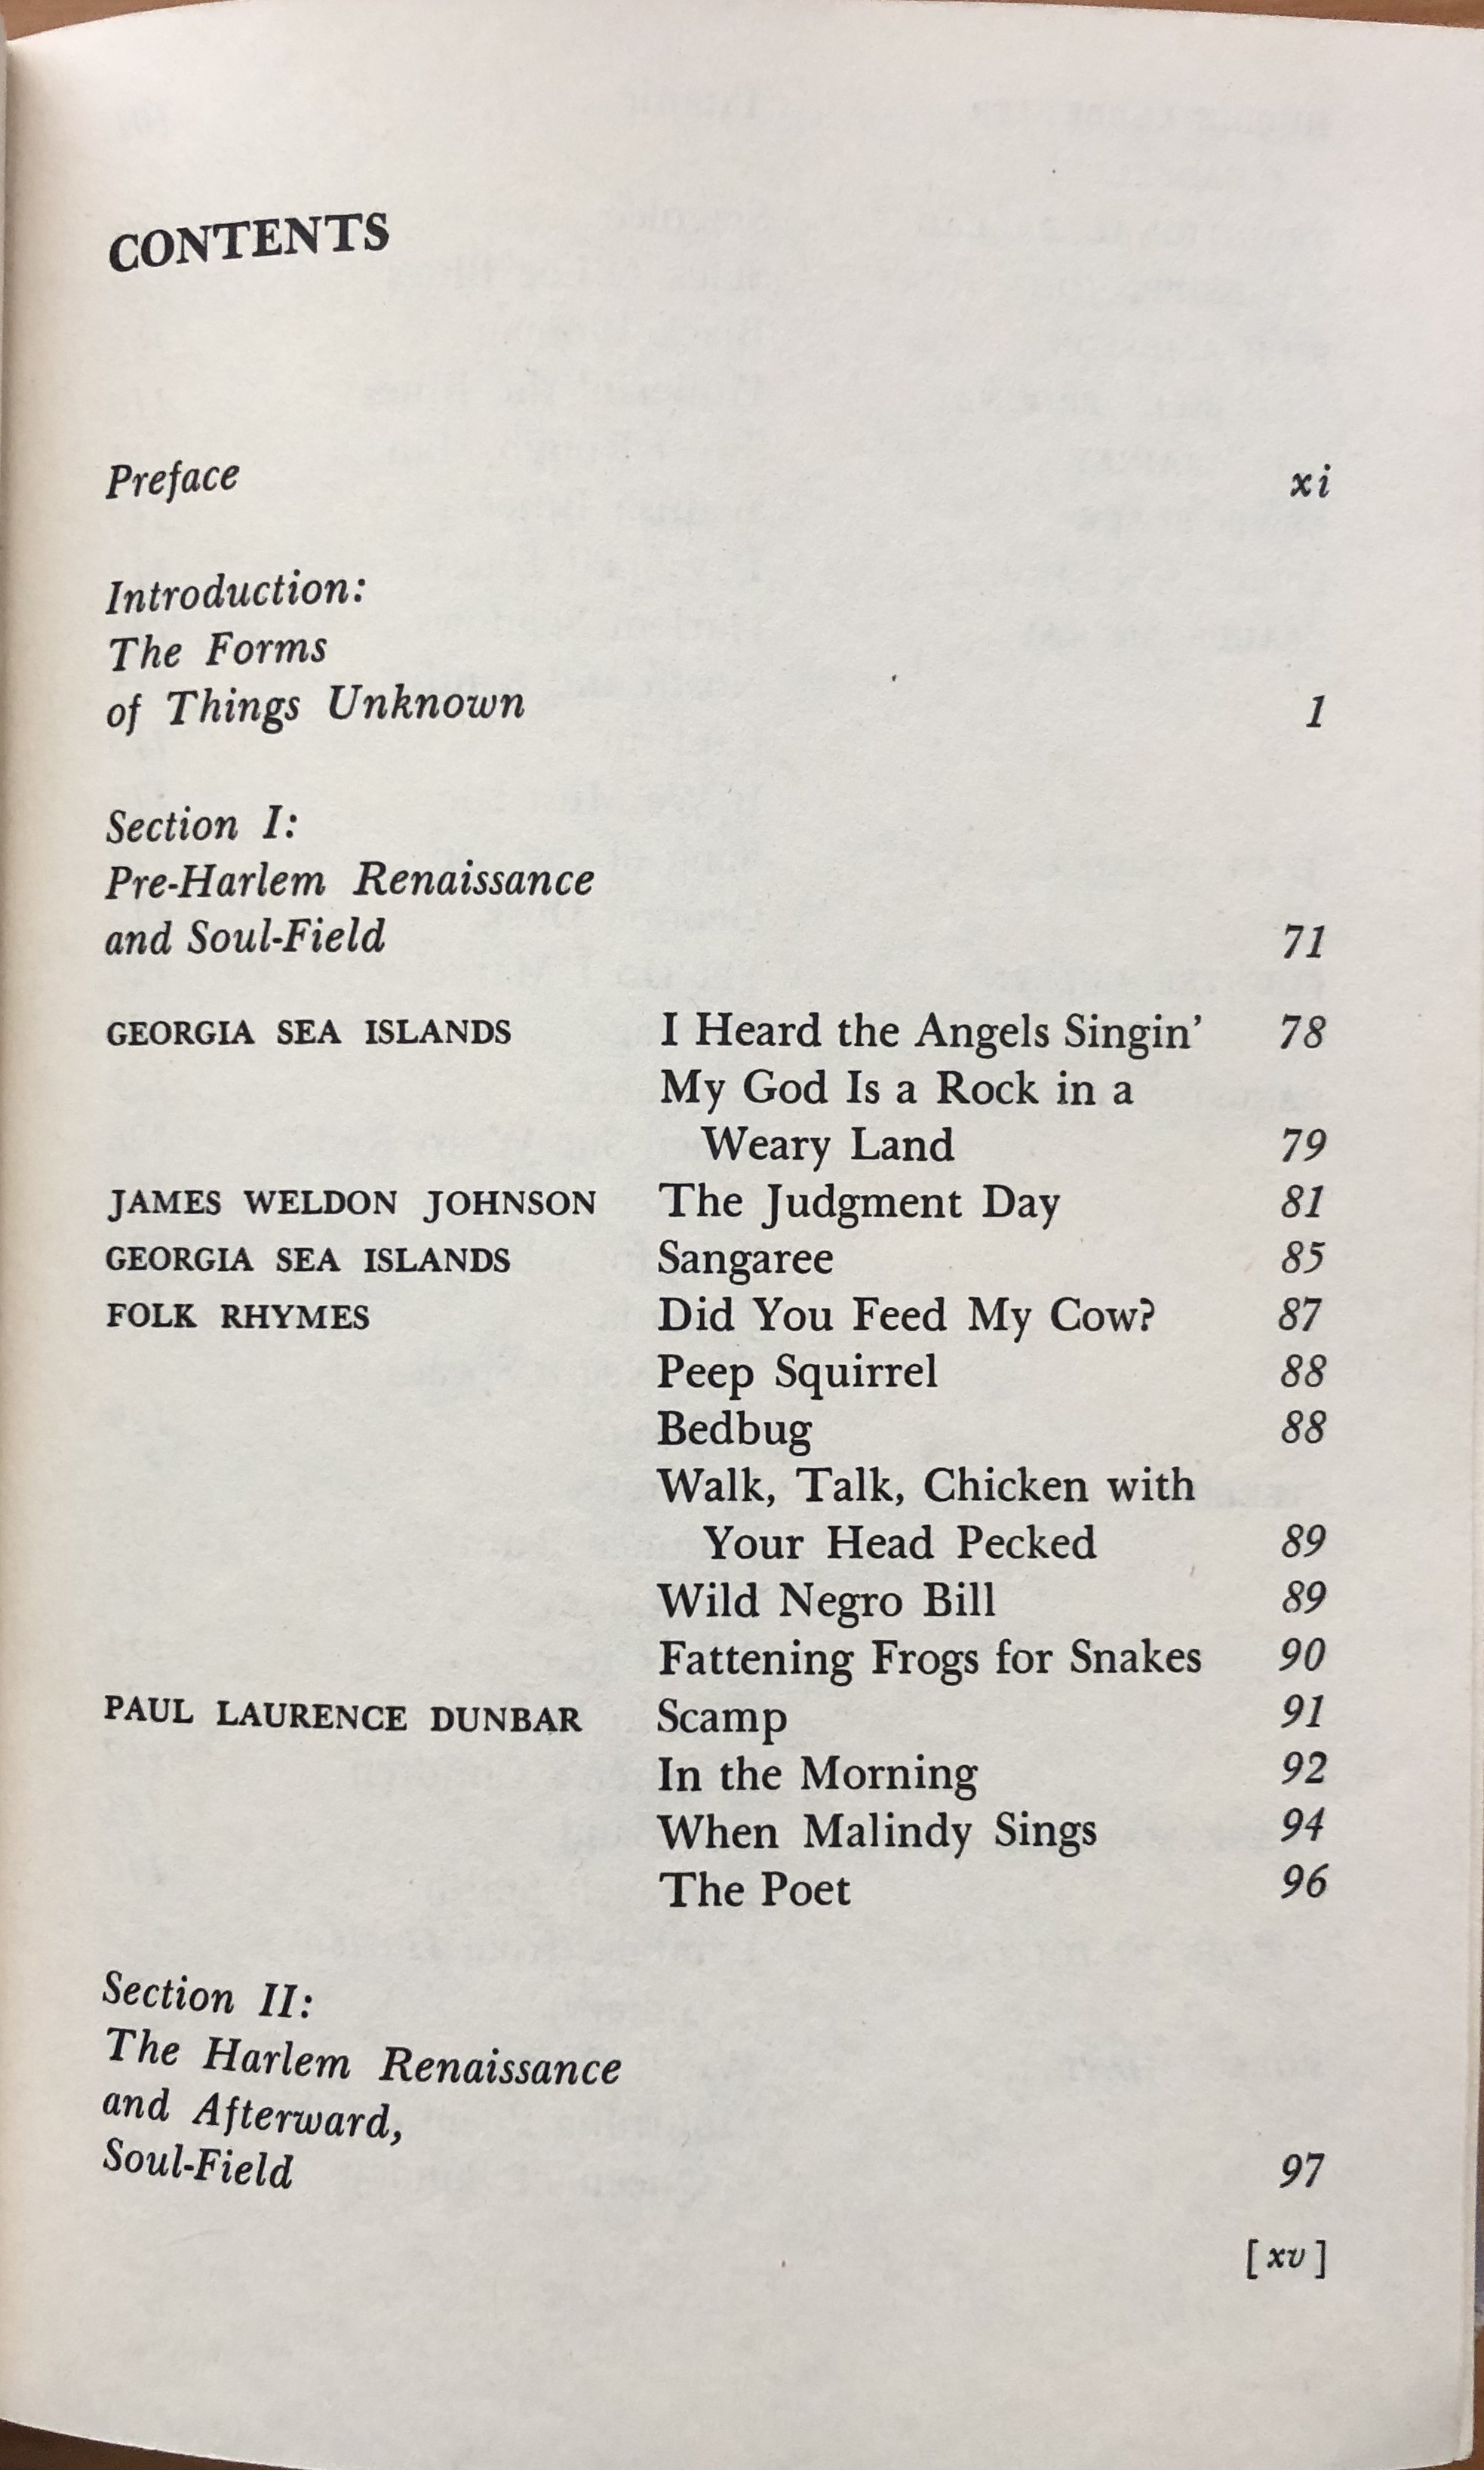 CONTENTS
Preface xi
Introduction:
The Forms
of Things Unknown 1
Section I:
Pre-Harlem Renaissance
and Soul-Field 71
GEORGIA SEA ISLANDS I Heard the Angels Singin' 78
My God Is a Rock in a
Weary Land 79
JAMES WELDON JOHNSON The Judgment Day 81
GEORGIA SEA ISLANDS Sangaree 85
FOLK RHYMES Did You Feed My Cow? 87
Peep Squirrel 88
Bedbug 88
Walk, Talk, Chicken with
Your Head Pecked 89
Wild Negro Bill 89
Fattening Frogs for Snakes 90
PAUL LAURENCE DUNBAR Scamp 91
In the Morning 92
When Malindy Sings 94
The Poet 96
Section II:
The Harlem Renaissance
and Afterward,
Soul-Field 97
[ xv ]